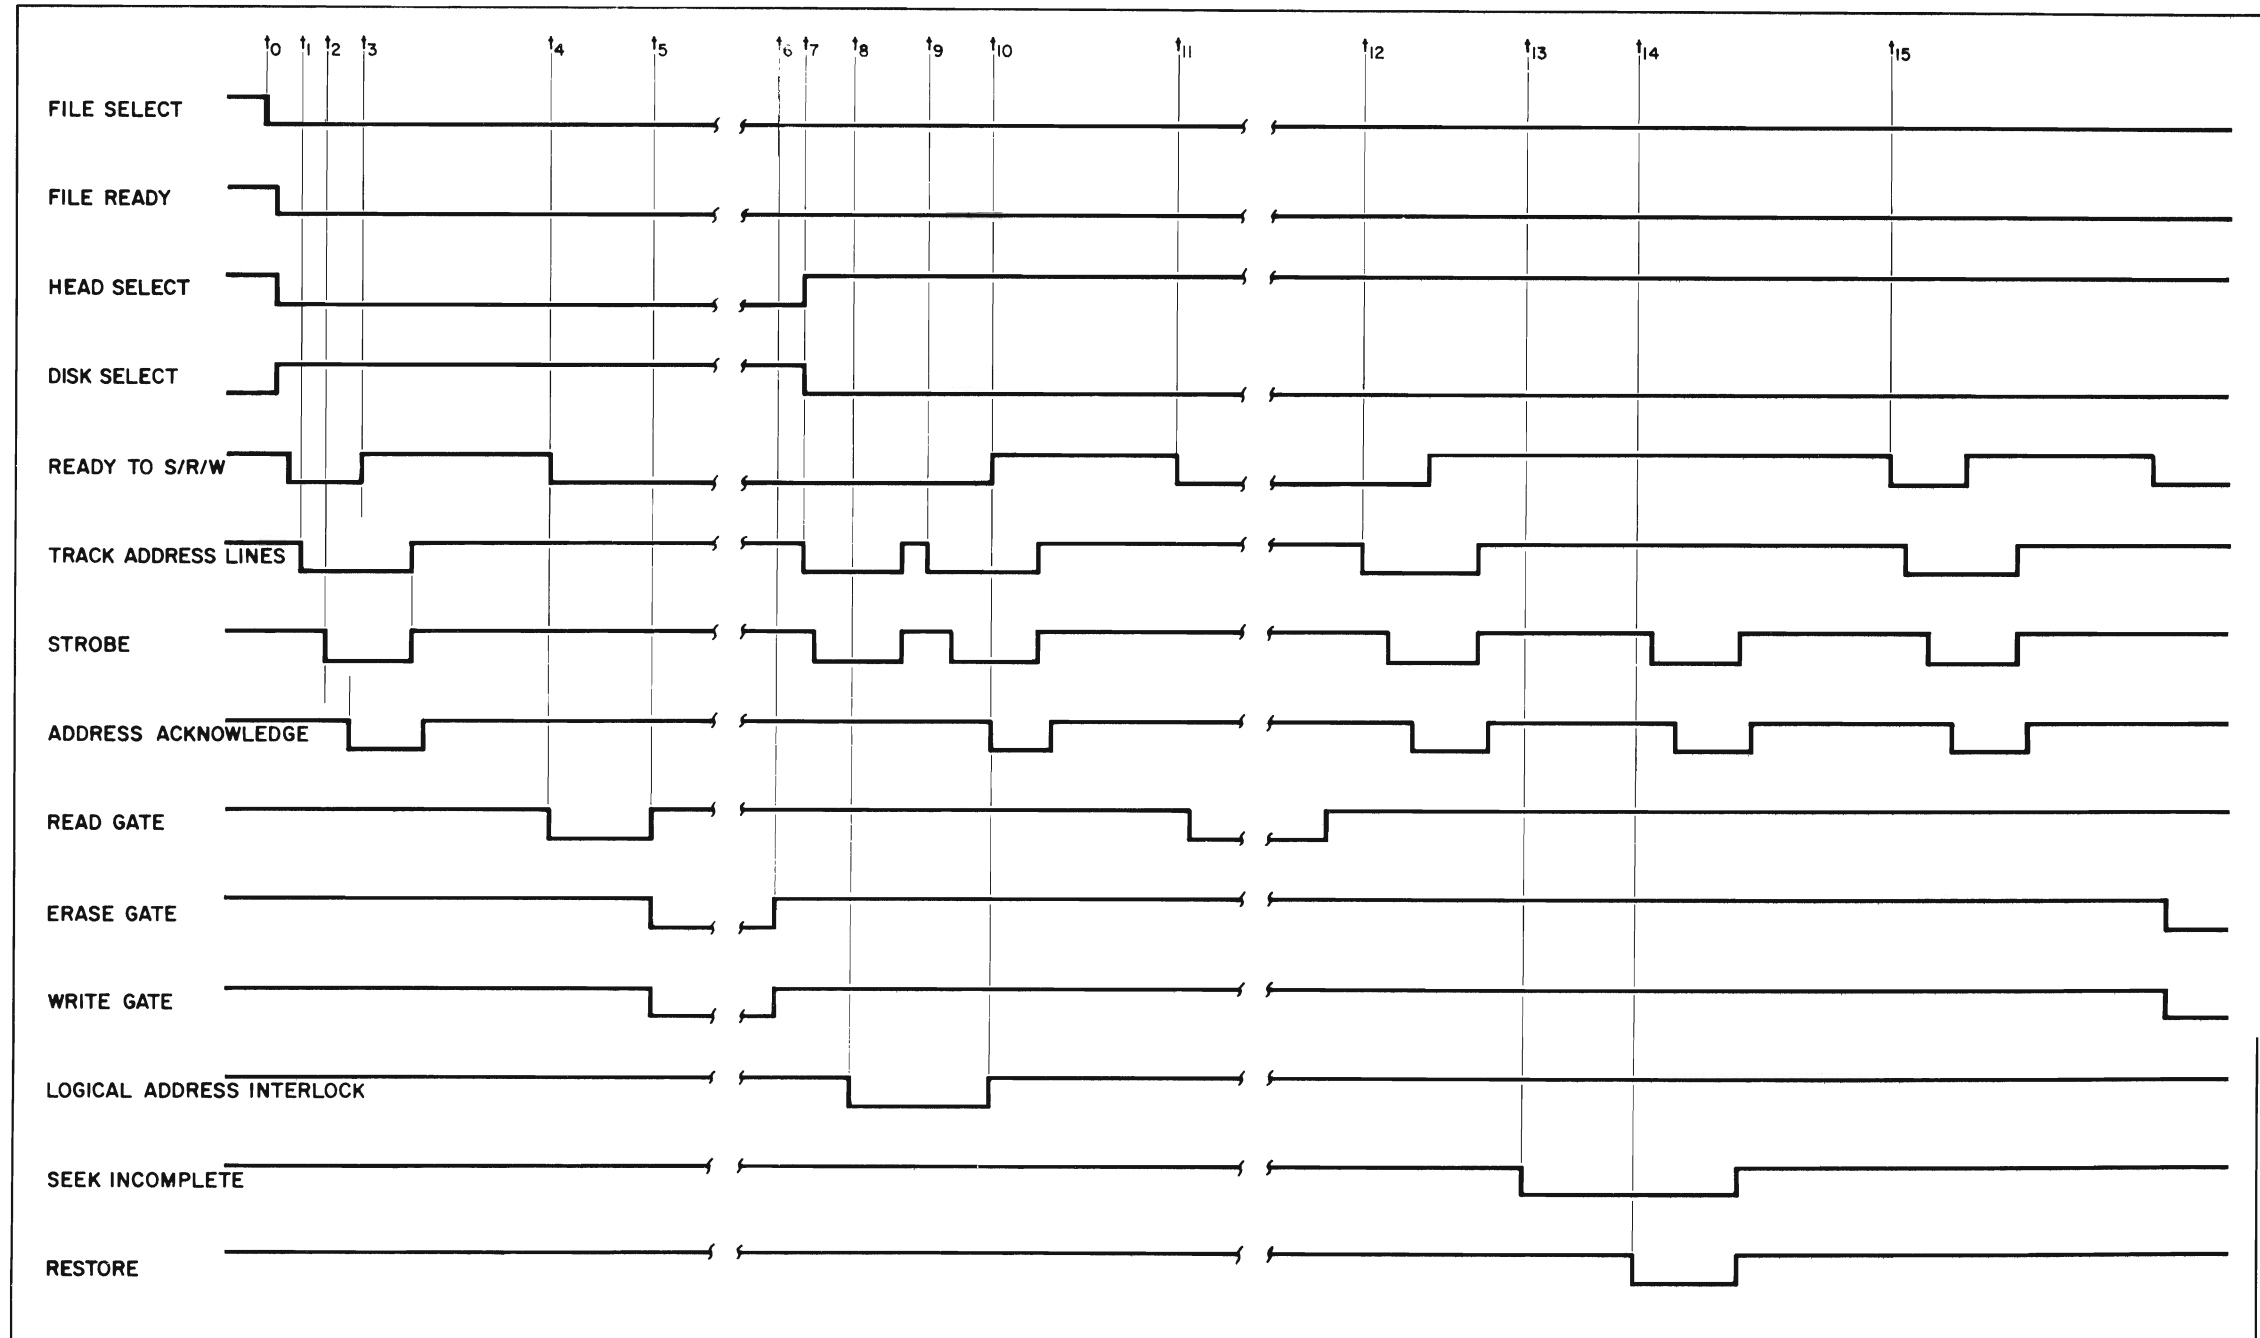 t0 t1 t2 t3 t4 t5 t6 t7 t8 t9 t10 t11 t12 t13 t14 t15
FILE SELECT
FILE READY
HEAD SELECT
DISK SELECT
READY TO S/R/W
TRACK ADDRESS LINES
STROBE
ADDRESS ACKNOWLEDGE
READ GATE
ERASE GATE
WRITE GATE
LOGICAL ADDRESS INTERLOCK
SEEK INCOMPLETE
RESTORE